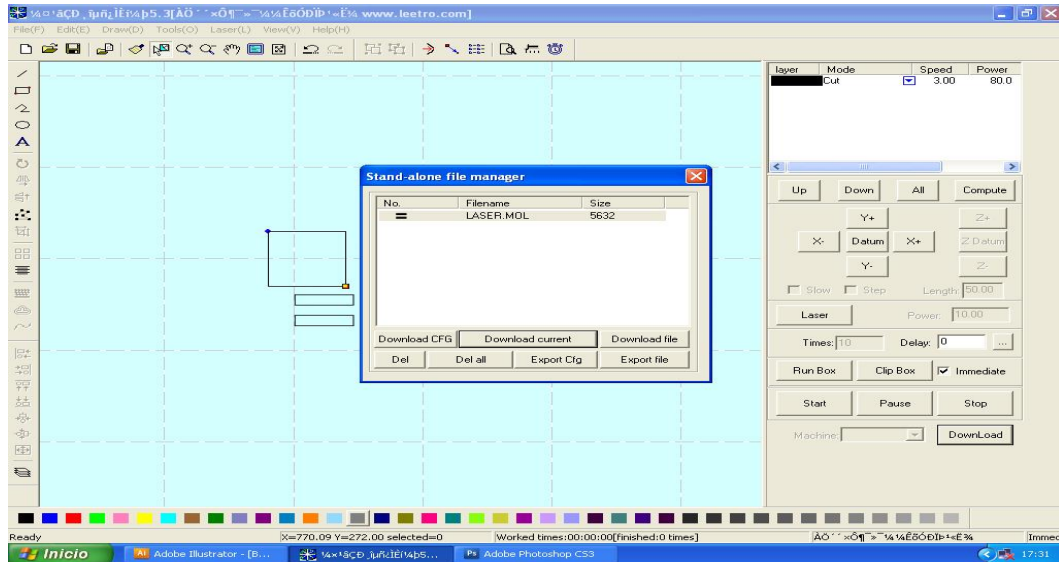 www.leetro.com]
File(F) Edit(E) Draw(D) Tools(O) Laser(L) View(V) Help(H)
layer Mode Speed Power
Cut 3.00 80.0
Stand-alone file manager
No. Filename Size
LASER.MOL 5632
Download CFG Download current Download file
Del Del all Export Cfg Export file
Up Down All Compute
Y+ Z+
X- Datum X+ Z Datum
Y- Z-
Slow Step Length: 50.00
Laser Power: 10.00
Times: 10 Delay: 0 ...
Run Box Clip Box Immediate
Start Pause Stop
Machine: DownLoad
Ready X=770.09 Y=272.00 selected=0 Worked times:00:00:00[finished:0 times] Immec
Inicio Adobe Illustrator - [B... Adobe Photoshop CS3 17:31